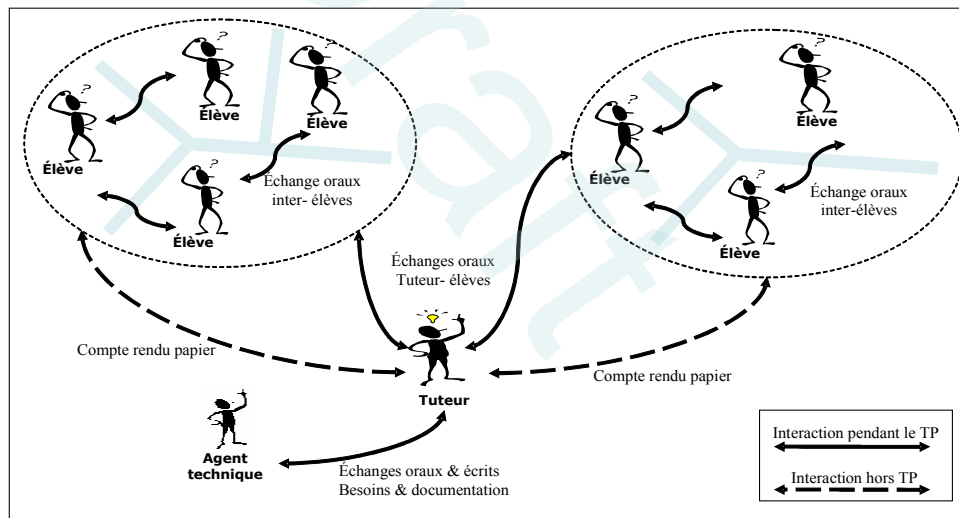 ?
?
?
Élève
Élève
Élève
?
Échange oraux
inter- élèves
Élève
?
?
Élève
Élève
?
Échange oraux
inter-élèves
Élève
Échanges oraux
Tuteur- élèves
Compte rendu papier
Compte rendu papier
Tuteur
Agent
technique
Échanges oraux & écrits
Besoins & documentation
Interaction pendant le TP
Interaction hors TP